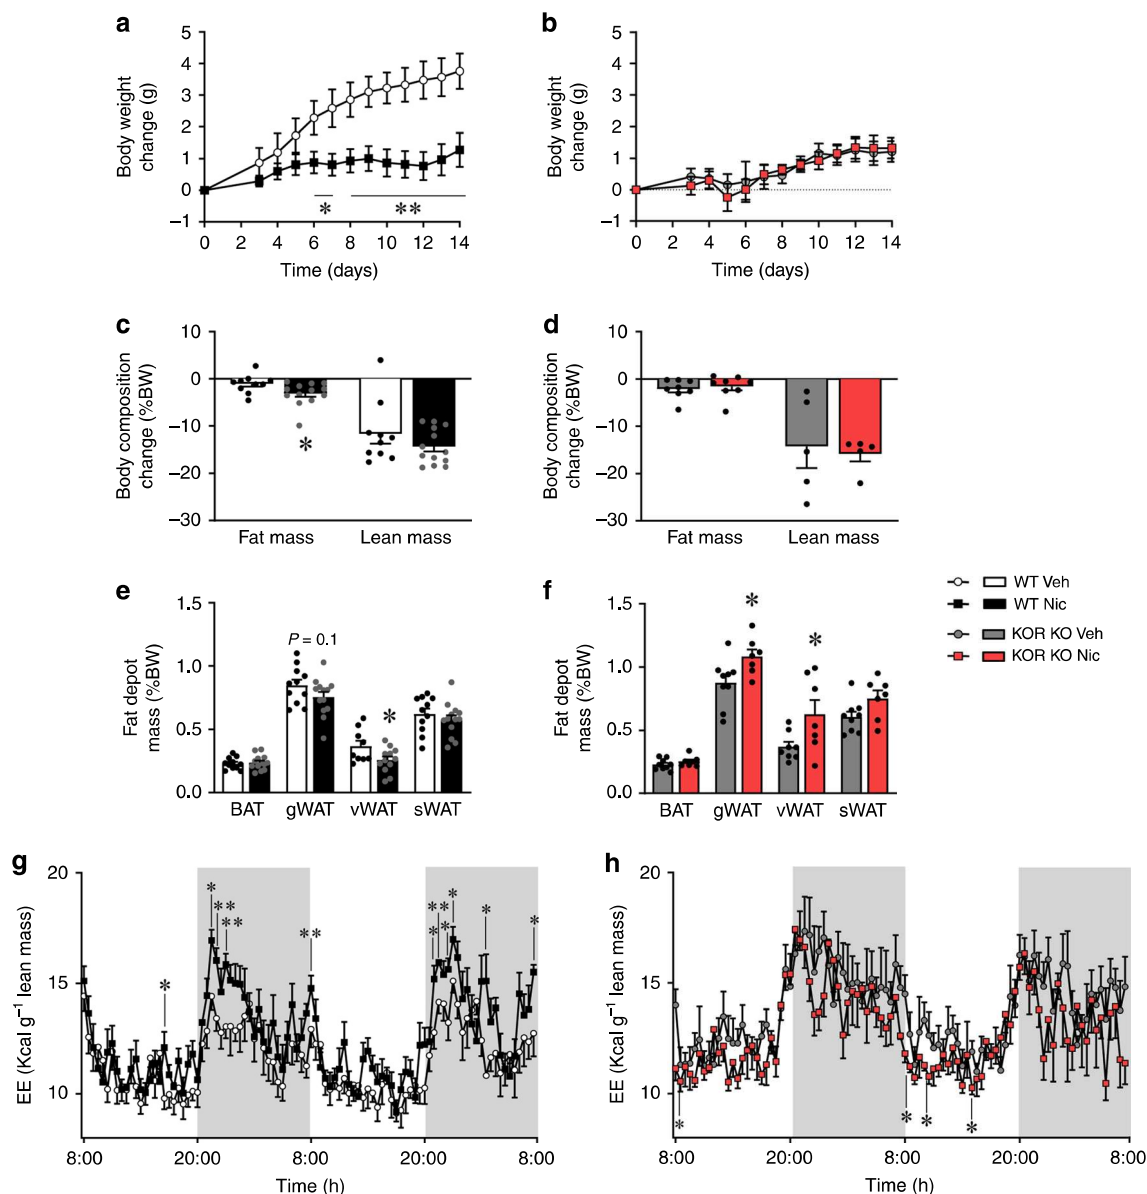 a
5
4
3
2
1
0
–1
Body weight
change (g)
*
**
0 2 4 6 8 10 12 14
Time (days)
b
5
4
3
2
1
0
–1
Body weight
change (g)
0 2 4 6 8 10 12 14
Time (days)
c
10
0
–10
–20
–30
Body composition
change (%BW)
*
Fat mass Lean mass
d
10
0
–10
–20
–30
Body composition
change (%BW)
Fat mass Lean mass
e
1.5
1.0
0.5
0.0
Fat depot
mass (%BW)
P = 0.1
*
BAT gWAT vWAT sWAT
f
1.5
1.0
0.5
0.0
Fat depot
mass (%BW)
*
*
BAT gWAT vWAT sWAT
WT Veh
WT Nic
KOR KO Veh
KOR KO Nic
g
20
15
10
EE (Kcal g⁻¹ lean mass)
*
*
**
**
**
*
**
*
*
*
*
*
8:00 20:00 8:00 20:00 8:00
Time (h)
h
20
15
10
EE (Kcal g⁻¹ lean mass)
*
*
*
*
8:00 20:00 8:00 20:00 8:00
Time (h)